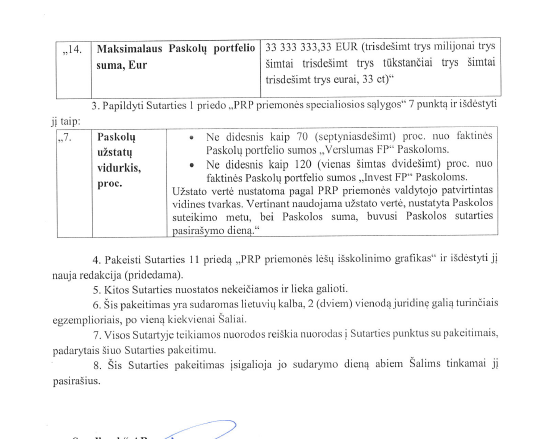 „14. Maksimalaus Paskolų portfelio suma, Eur
33 333 333,33 EUR (trisdešimt trys milijonai trys
šimtai trisdešimt trys tūkstančiai trys šimtai
trisdešimt trys eurai, 33 ct)“
3. Papildyti Sutarties 1 priedo „PRP priemonės specialiosios sąlygos“ 7 punktą ir išdėstyti
jį taip:
„7. Paskolų užstatų vidurkis, proc.
• Ne didesnis kaip 70 (septyniasdešimt) proc. nuo faktinės
Paskolų portfelio sumos „Verslumas FP“ Paskoloms.
• Ne didesnis kaip 120 (vienas šimtas dvidešimt) proc. nuo
faktinės Paskolų portfelio sumos „Invest FP“ Paskoloms.
Užstato vertė nustatoma pagal PRP priemonės valdytojo patvirtintas
vidines tvarkas. Vertinant naudojama užstato vertė, nustatyta Paskolos
suteikimo metu, bei Paskolos suma, buvusi Paskolos sutarties
pasirašymo dieną.“
4. Pakeisti Sutarties 11 priedą „PRP priemonės lėšų išskolinimo grafikas“ ir išdėstyti jį
nauja redakcija (pridedama).
5. Kitos Sutarties nuostatos nekeičiamos ir lieka galioti.
6. Šis pakeitimas yra sudaromas lietuvių kalba, 2 (dviem) vienodą juridinę galią turinčiais
egzemplioriais, po vieną kiekvienai Šaliai.
7. Visos Sutartyje teikiamos nuorodos reiškia nuorodas į Sutarties punktus su pakeitimais,
padarytais šiuo Sutarties pakeitimu.
8. Šis Sutarties pakeitimas įsigalioja jo sudarymo dieną abiem Šalims tinkamai jį
pasirašius.